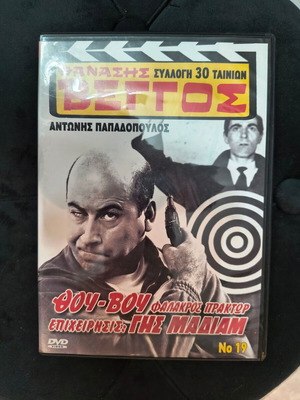 ΘΑΝΑΣΗΣ ΣΥΛΛΟΓΗ 30 ΤΑΙΝΙΩΝ
ΒΕΓΓΟΣ
ΑΝΤΩΝΗΣ ΠΑΠΑΔΟΠΟΥΛΟΣ
ΘΟΥ-ΒΟΥ ΦΑΛΑΚΡΟΣ ΠΡΑΚΤΩΡ
ΕΠΙΧΕΙΡΗΣΙΣ: ΓΗΣ ΜΑΔΙΑΜ
DVD
No 19